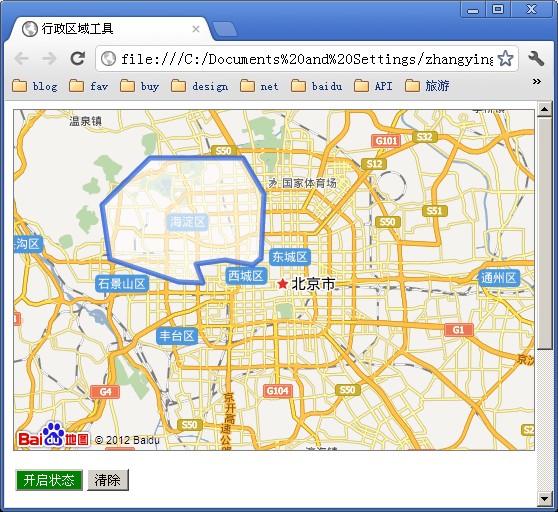 行政区域工具
file:///C:/Documents%20and%20Settings/zhangying
blog fav buy design net baidu API 旅游 »
温泉镇
G101
S32
S50
S12
国家体育场
海淀区
S51
S50
沟区
东城区
石景山区
西城区
北京市
通州区
丰台区
G1
G4
G104
S50
京开高速公
S50
Baidu地图 © 2012 Baidu
开启状态 清除